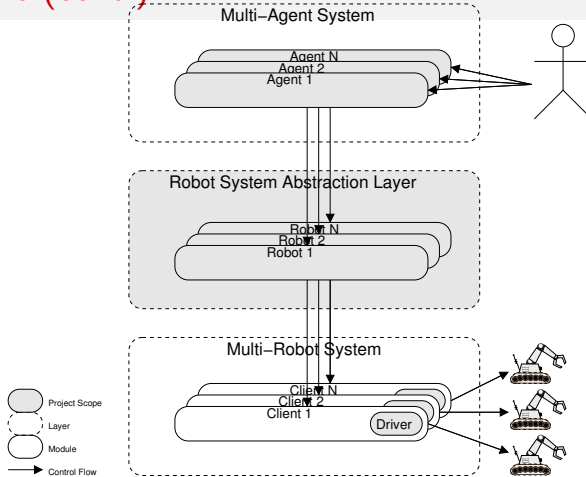 Multi−Agent System
Agent N
Agent 2
Agent 1
Robot System Abstraction Layer
Robot N
Robot 2
Robot 1
Multi−Robot System
Client N
Client 2
Client 1
Driver
Project Scope
Layer
Module
Control Flow